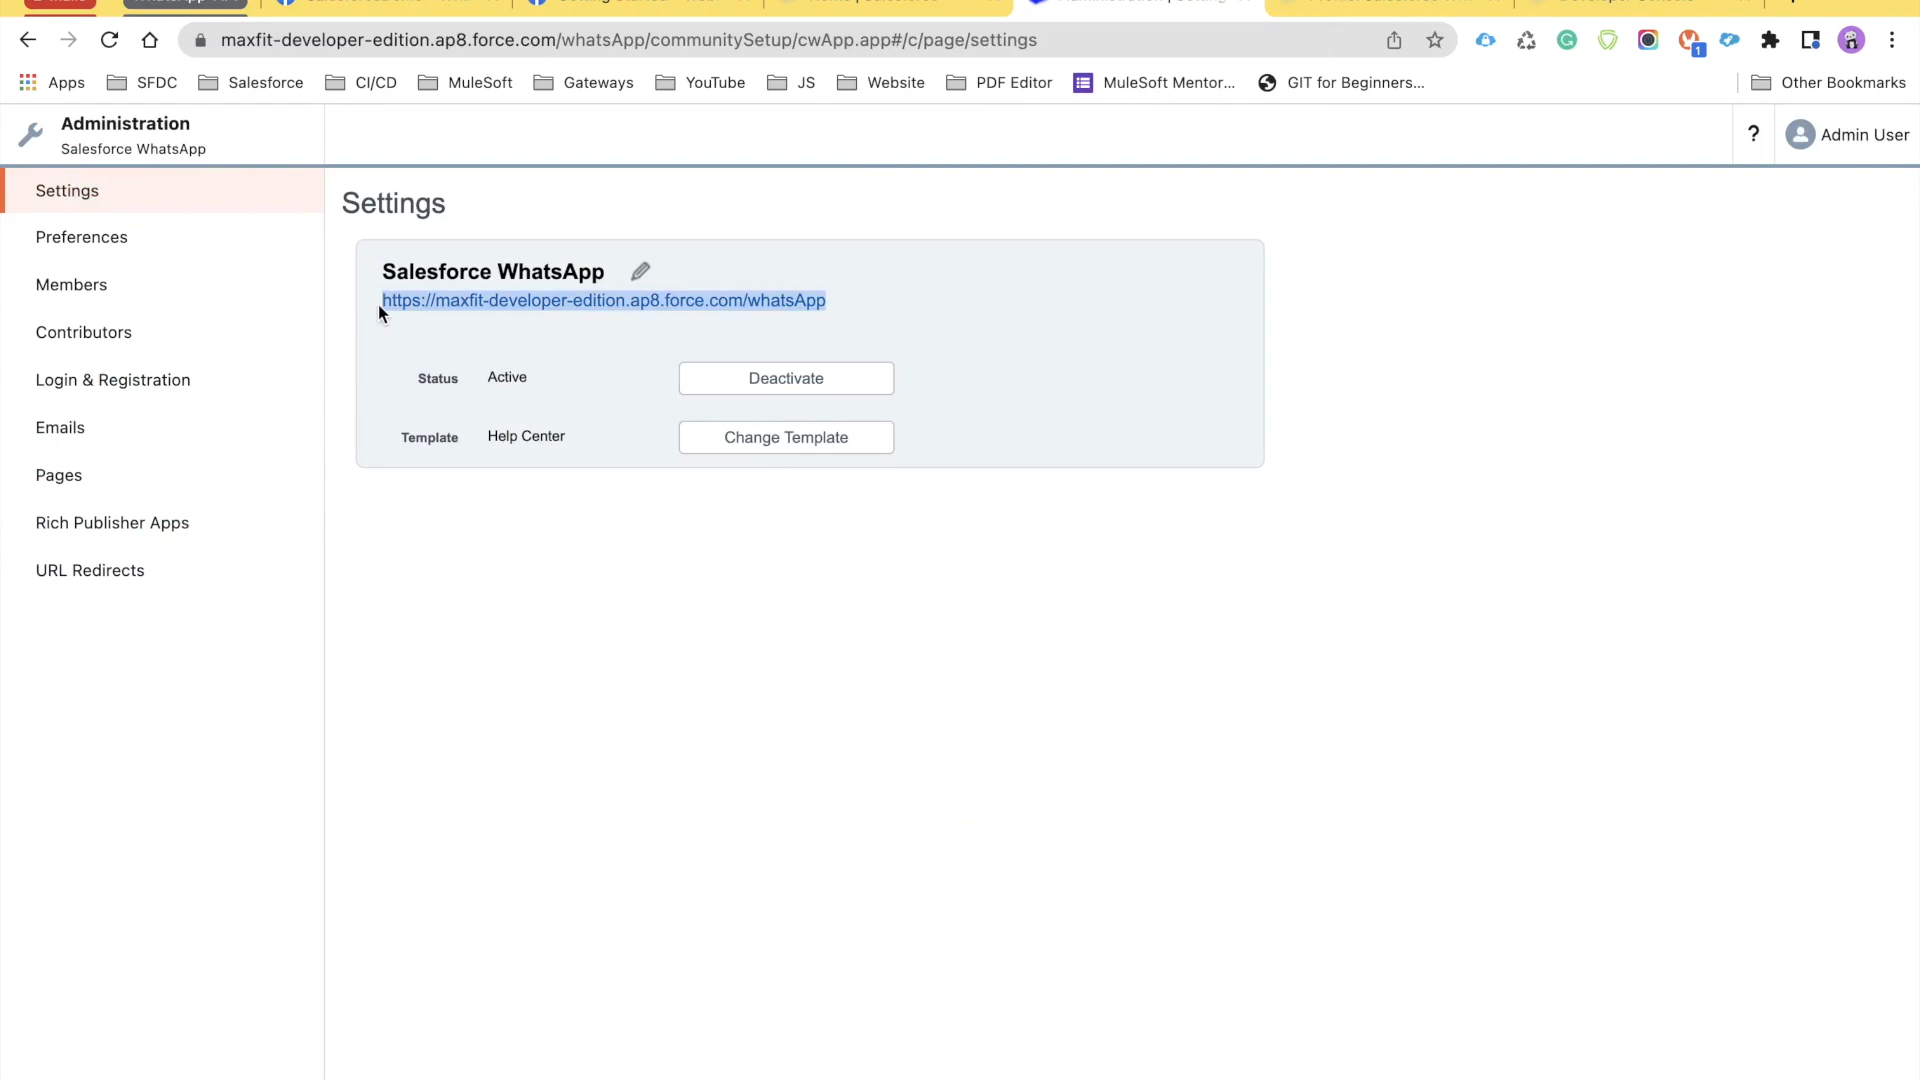 maxfit-developer-edition.ap8.force.com/whatsApp/communitySetup/cwApp.app#/c/page/settings
1
Apps SFDC Salesforce CI/CD MuleSoft Gateways YouTube JS Website PDF Editor MuleSoft Mentor... GIT for Beginners... Other Bookmarks
Administration
Salesforce WhatsApp
? Admin User
Settings
Preferences
Members
Contributors
Login & Registration
Emails
Pages
Rich Publisher Apps
URL Redirects
Settings
Salesforce WhatsApp
https://maxfit-developer-edition.ap8.force.com/whatsApp
Status Active Deactivate
Template Help Center Change Template